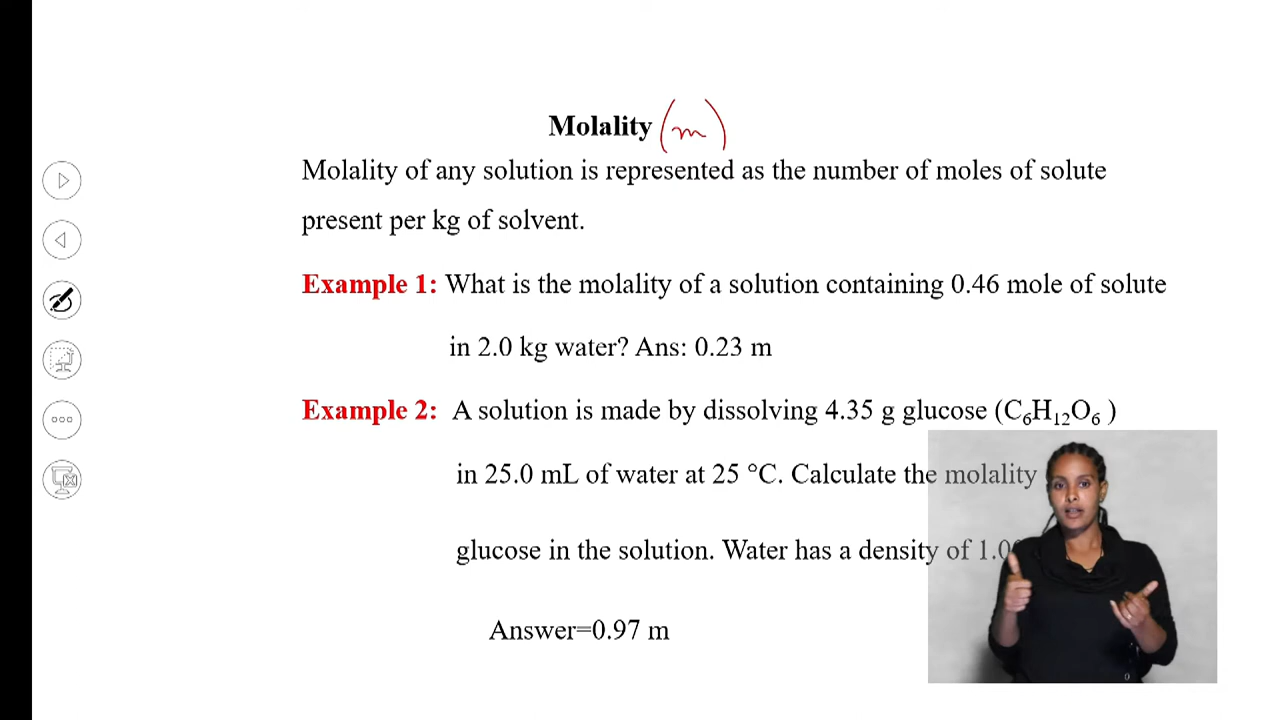 Molality (m)
Molality of any solution is represented as the number of moles of solute
present per kg of solvent.
Example 1: What is the molality of a solution containing 0.46 mole of solute
in 2.0 kg water? Ans: 0.23 m
Example 2: A solution is made by dissolving 4.35 g glucose (C₆H₁₂O₆ )
in 25.0 mL of water at 25 °C. Calculate the molality
glucose in the solution. Water has a density of
Answer=0.97 m